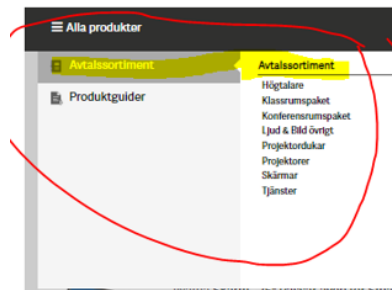 Alla produkter
Avtalssortiment
Produktguider
Avtalssortiment
Högtalare
Klassrumspaket
Konferensrumspaket
Ljud & Bild övrigt
Projektordukar
Projektorer
Skärmar
Tjänster